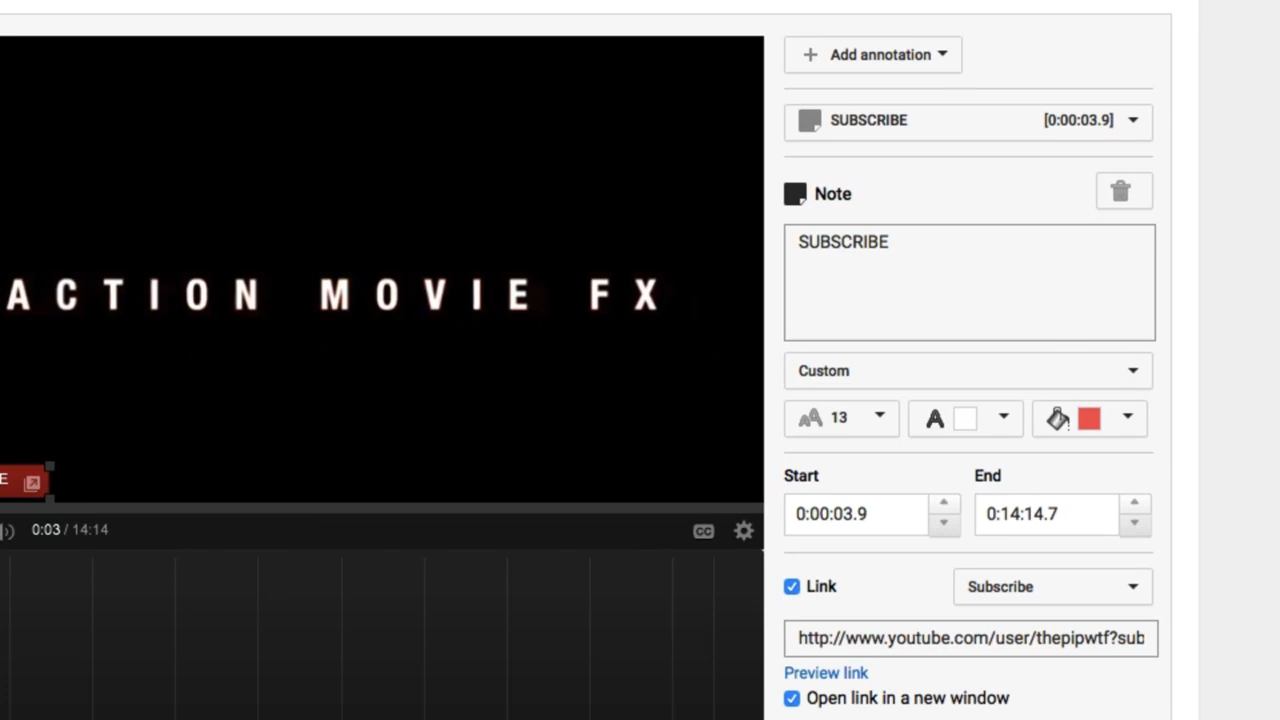 Add annotation
SUBSCRIBE [0:00:03.9]
Note
SUBSCRIBE
ACTION MOVIE FX
Custom
13 A
Start End
0:00:03.9 0:14:14.7
E
0:03 / 14:14 CC
Link Subscribe
http://www.youtube.com/user/thepipwtf?sub
Preview link
Open link in a new window